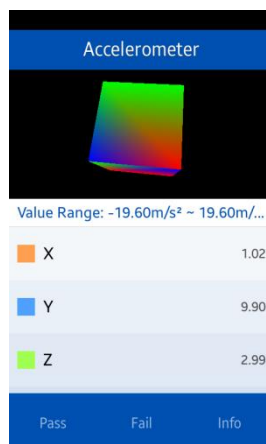 Accelerometer
Value Range: -19.60m/s² ~ 19.60m/...
X 1.02
Y 9.90
Z 2.99
Pass Fail Info